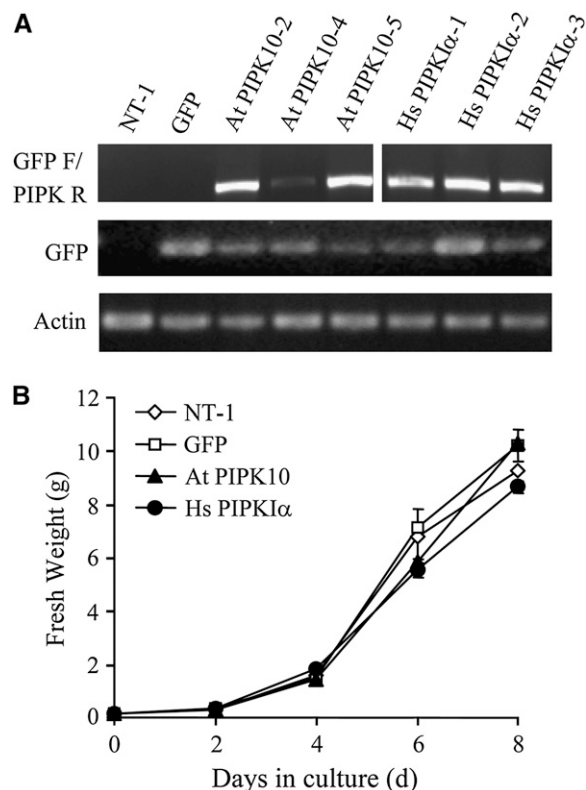 A
NT-1
GFP
At PIPK10-2
At PIPK10-4
At PIPK10-5
Hs PIPKIα-1
Hs PIPKIα-2
Hs PIPKIα-3
GFP F/
PIPK R
GFP
Actin
B
12
10
8
6
4
2
0
Fresh Weight (g)
NT-1
GFP
At PIPK10
Hs PIPKIα
0 2 4 6 8
Days in culture (d)